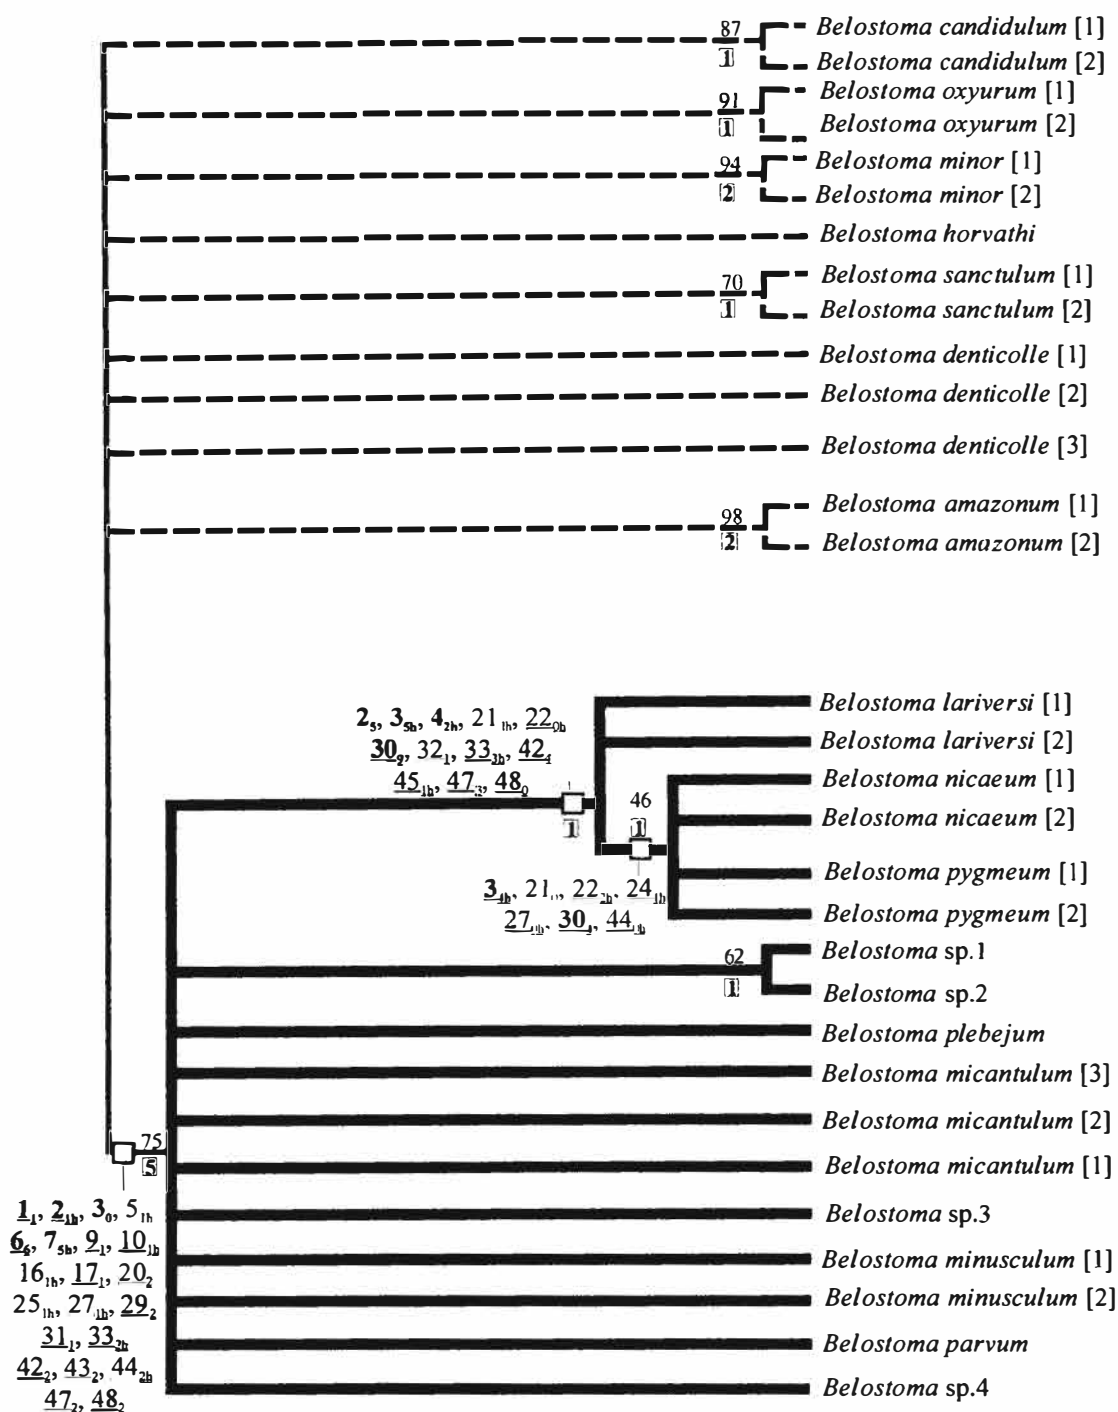 87
Belostoma candidulum [1]
1
Belostoma candidulum [2]
91
Belostoma oxyurum [1]
1
Belostoma oxyurum [2]
94
Belostoma minor [1]
2
Belostoma minor [2]
Belostoma horvathi
70
Belostoma sanctulum [1]
1
Belostoma sanctulum [2]
Belostoma denticolle [1]
Belostoma denticolle [2]
Belostoma denticolle [3]
98
Belostoma amazonum [1]
2
Belostoma amazonum [2]
2₅, 3₅ₕ, 4₂ₕ, 21₁ₕ, 22₀ₕ
30₂, 32₁, 33₃ₕ, 42₄
45₁ₕ, 47₃, 48₀
1
Belostoma lariversi [1]
Belostoma lariversi [2]
46
1
3₄ₕ, 22₂ₕ, 24₁ₕ
Belostoma nicaeum [1]
Belostoma nicaeum [2]
Belostoma pygmeum [1]
Belostoma pygmeum [2]
62
1
Belostoma sp.1
Belostoma sp.2
Belostoma plebejum
Belostoma micantulum [3]
Belostoma micantulum [2]
Belostoma micantulum [1]
Belostoma sp.3
Belostoma minusculum [1]
Belostoma minusculum [2]
Belostoma parvum
Belostoma sp.4
75
5
1₁, 2₁ₕ, 3₀, 5₁ₕ
6₆, 7₅ₕ, 9₁, 10₁ₕ
16₁ₕ, 17₁, 20₂
25₁ₕ, 27₁ₕ, 29₂
31₁, 33₂ₕ
42₂, 43₂, 44₂ₕ
47₂, 48₂